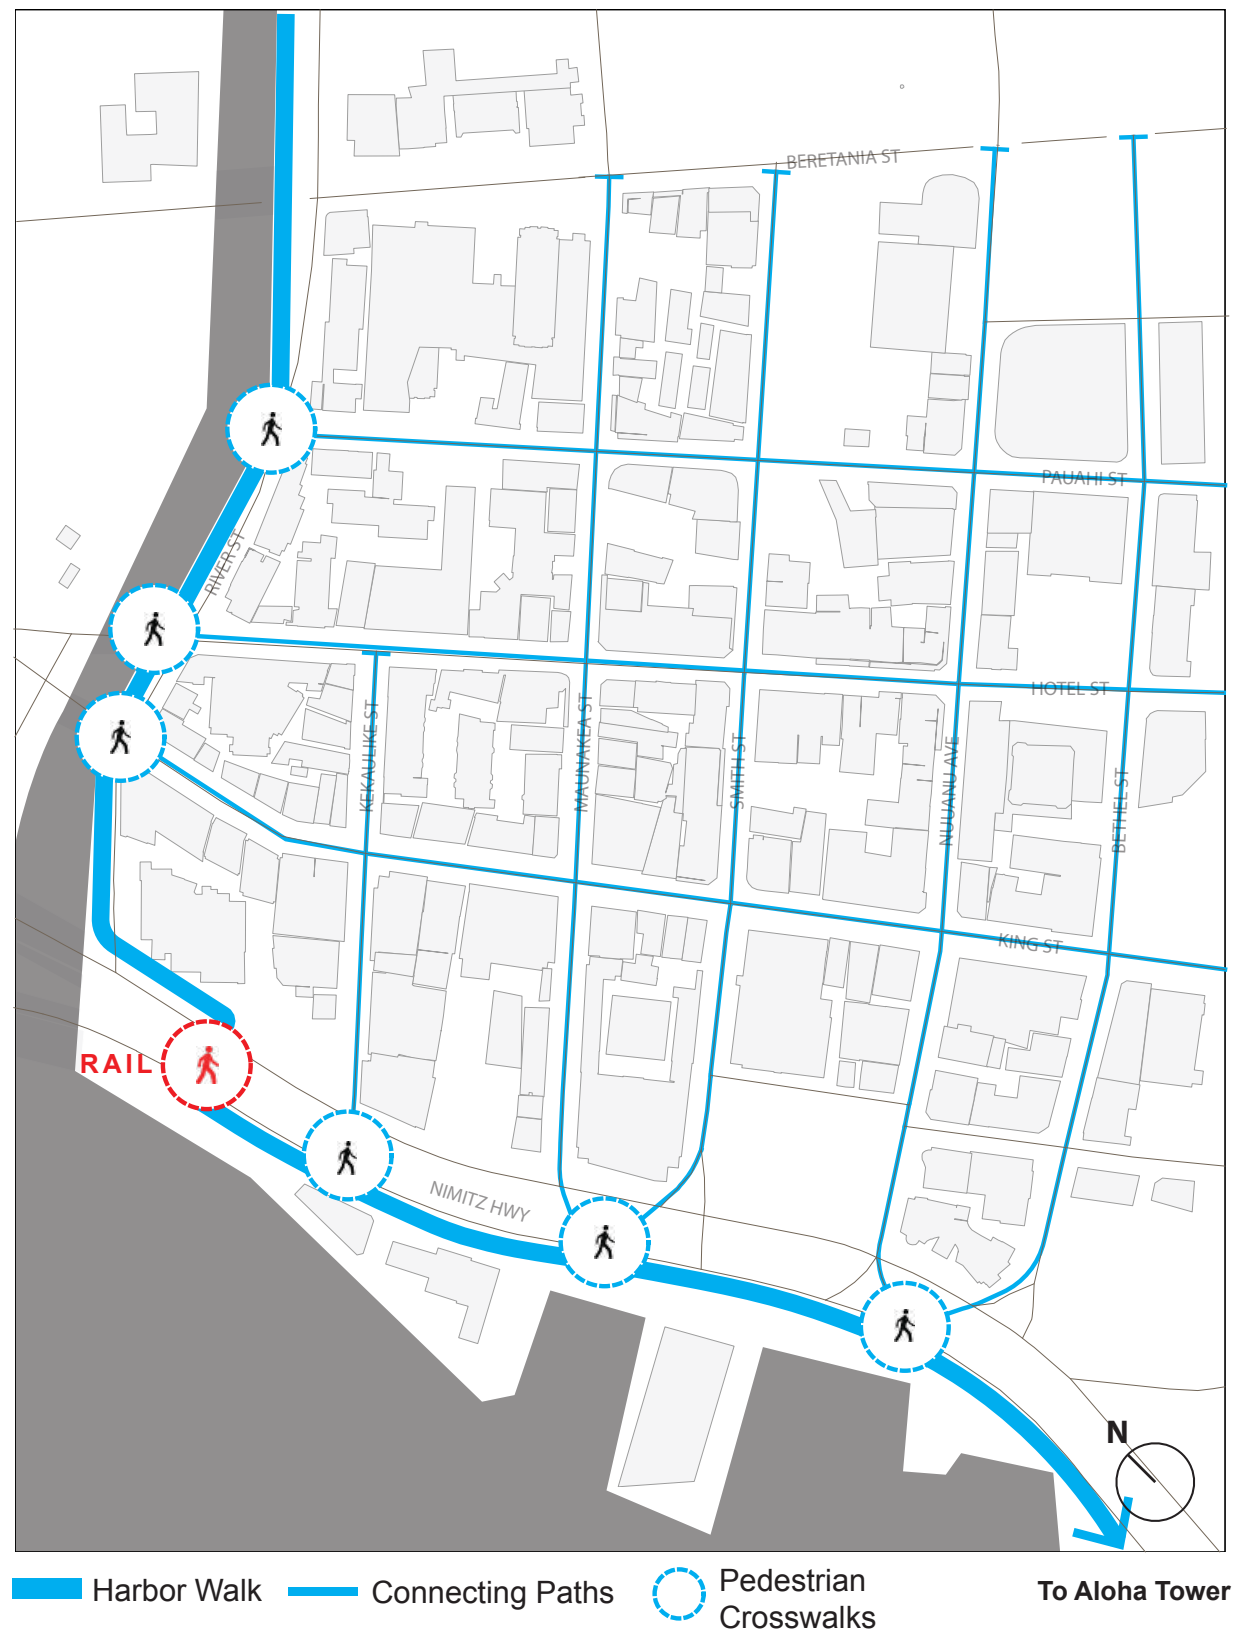 BERETANIA ST
PAUAHI ST
RIVER ST
HOTEL ST
KEKAULIKE ST
MAUNAKEA ST
SMITH ST
NUUANU AVE
BETHEL ST
KING ST
RAIL
NIMITZ HWY
N
Harbor Walk
Connecting Paths
Pedestrian
Crosswalks
To Aloha Tower